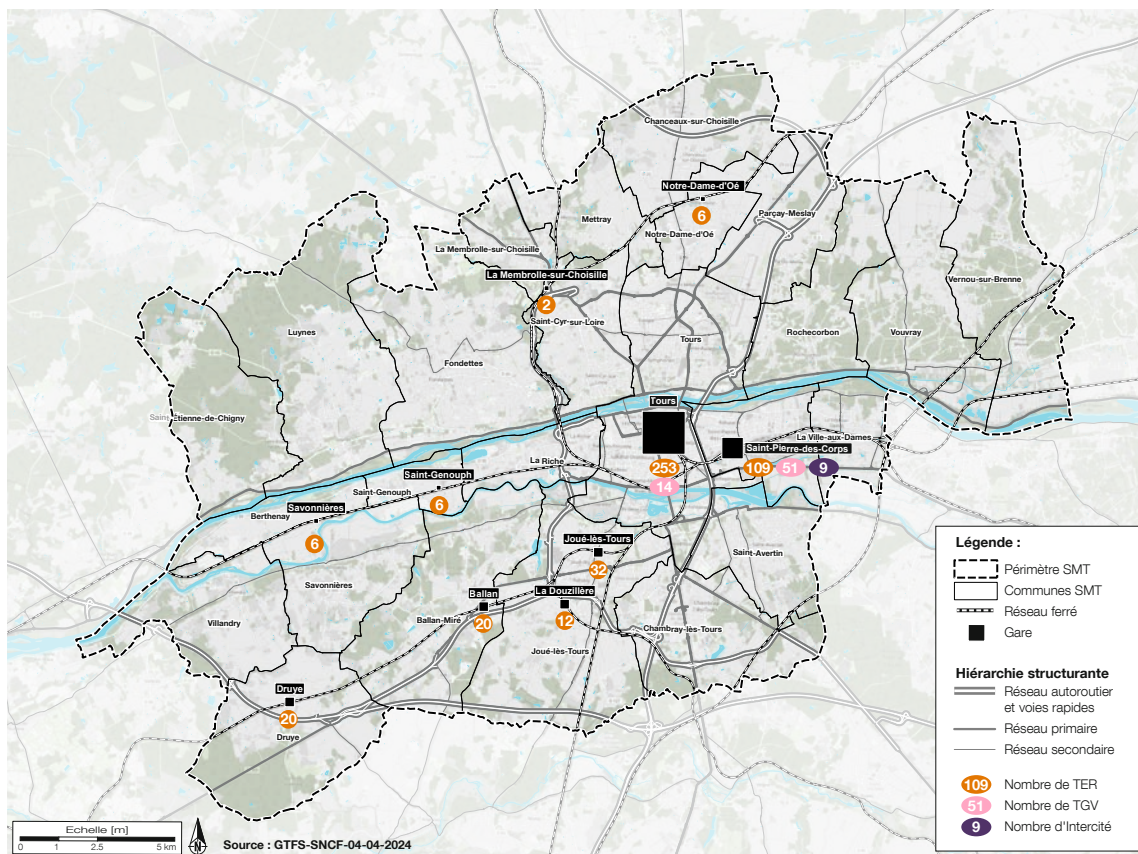 Chanceaux-sur-Choisille
Notre-Dame-d'Oé
6
Mettray
Parçay-Meslay
Notre-Dame-d'Oé
La Membrolle-sur-Choisille
La Membrolle-sur-Choisille
Vernou-sur-Brenne
2
Saint-Cyr-sur-Loire
Luynes
Rochecorbon
Vouvray
Tours
Fondettes
Saint-Étienne-de-Chigny
Tours
La Ville-aux-Dames
Saint-Pierre-des-Corps
La Riche
253
109
51
9
Saint-Genouph
14
Saint-Genouph
6
Savonnières
Berthenay
6
Joué-lès-Tours
Saint-Avertin
32
Savonnières
Ballan
La Douzillère
Villandry
Ballan-Miré
20
12
Chambray-lès-Tours
Joué-lès-Tours
Druye
20
Druye
Légende :
Périmètre SMT
Communes SMT
Réseau ferré
Gare
Hiérarchie structurante
Réseau autoroutier
et voies rapides
Réseau primaire
Réseau secondaire
109 Nombre de TER
51 Nombre de TGV
9 Nombre d'Intercité
Echelle [m]
0 1 2.5 5 km
N
Source : GTFS-SNCF-04-04-2024